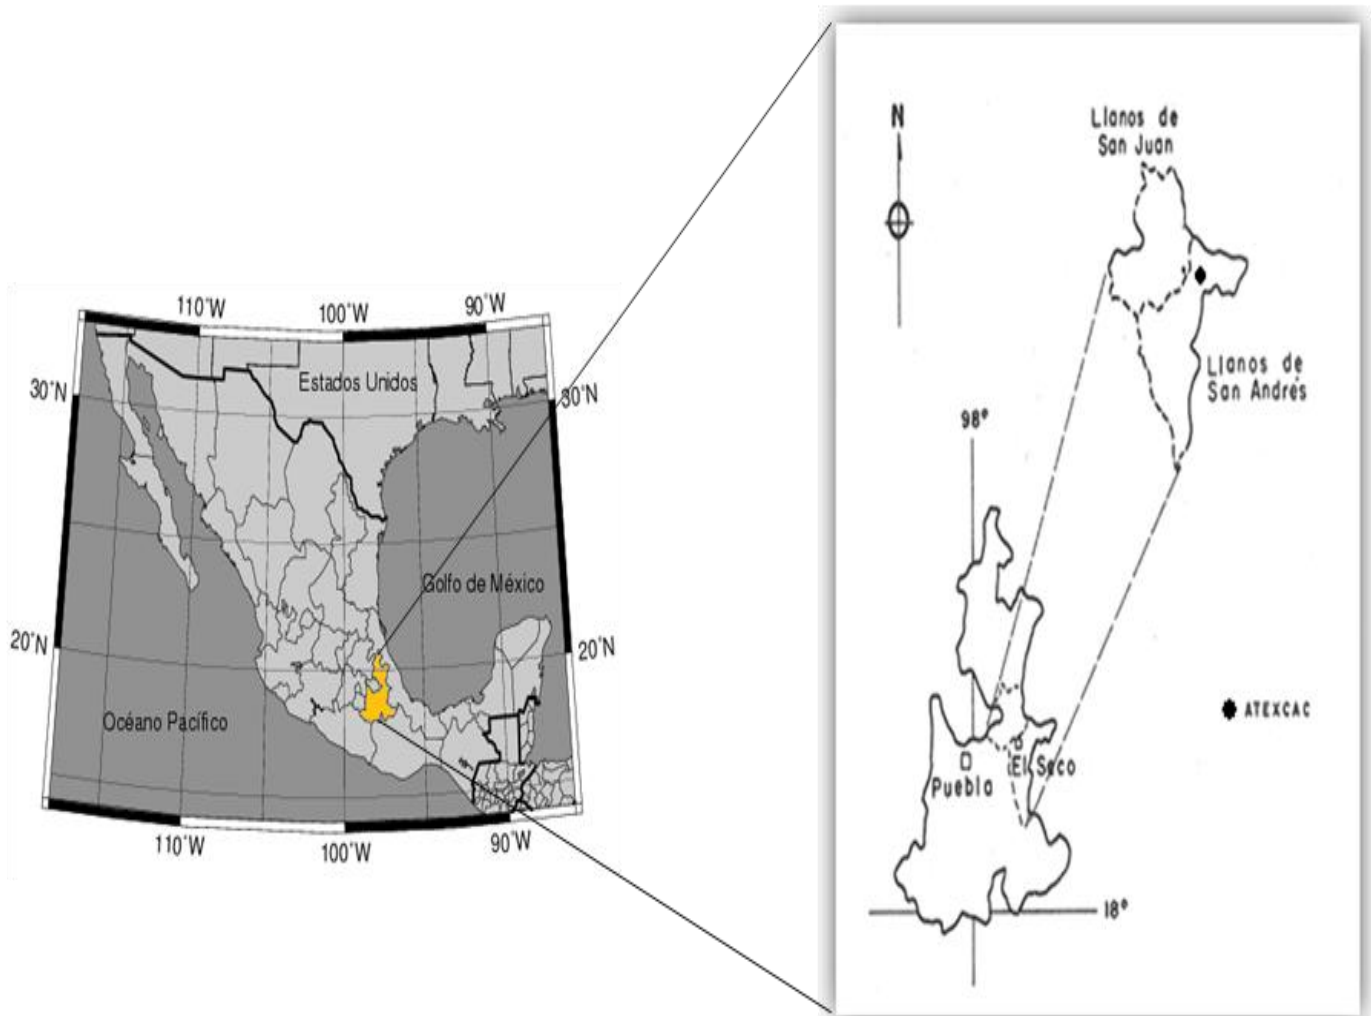 110°W
100°W
90°W
Estados Unidos
30°N
30°N
Golfo de México
20°N
20°N
Océano Pacífico
110°W
100°W
90°W
N
Llanos de
San Juan
Llanos de
San Andrés
98°
ATEXCAC
El Seco
Puebla
18°